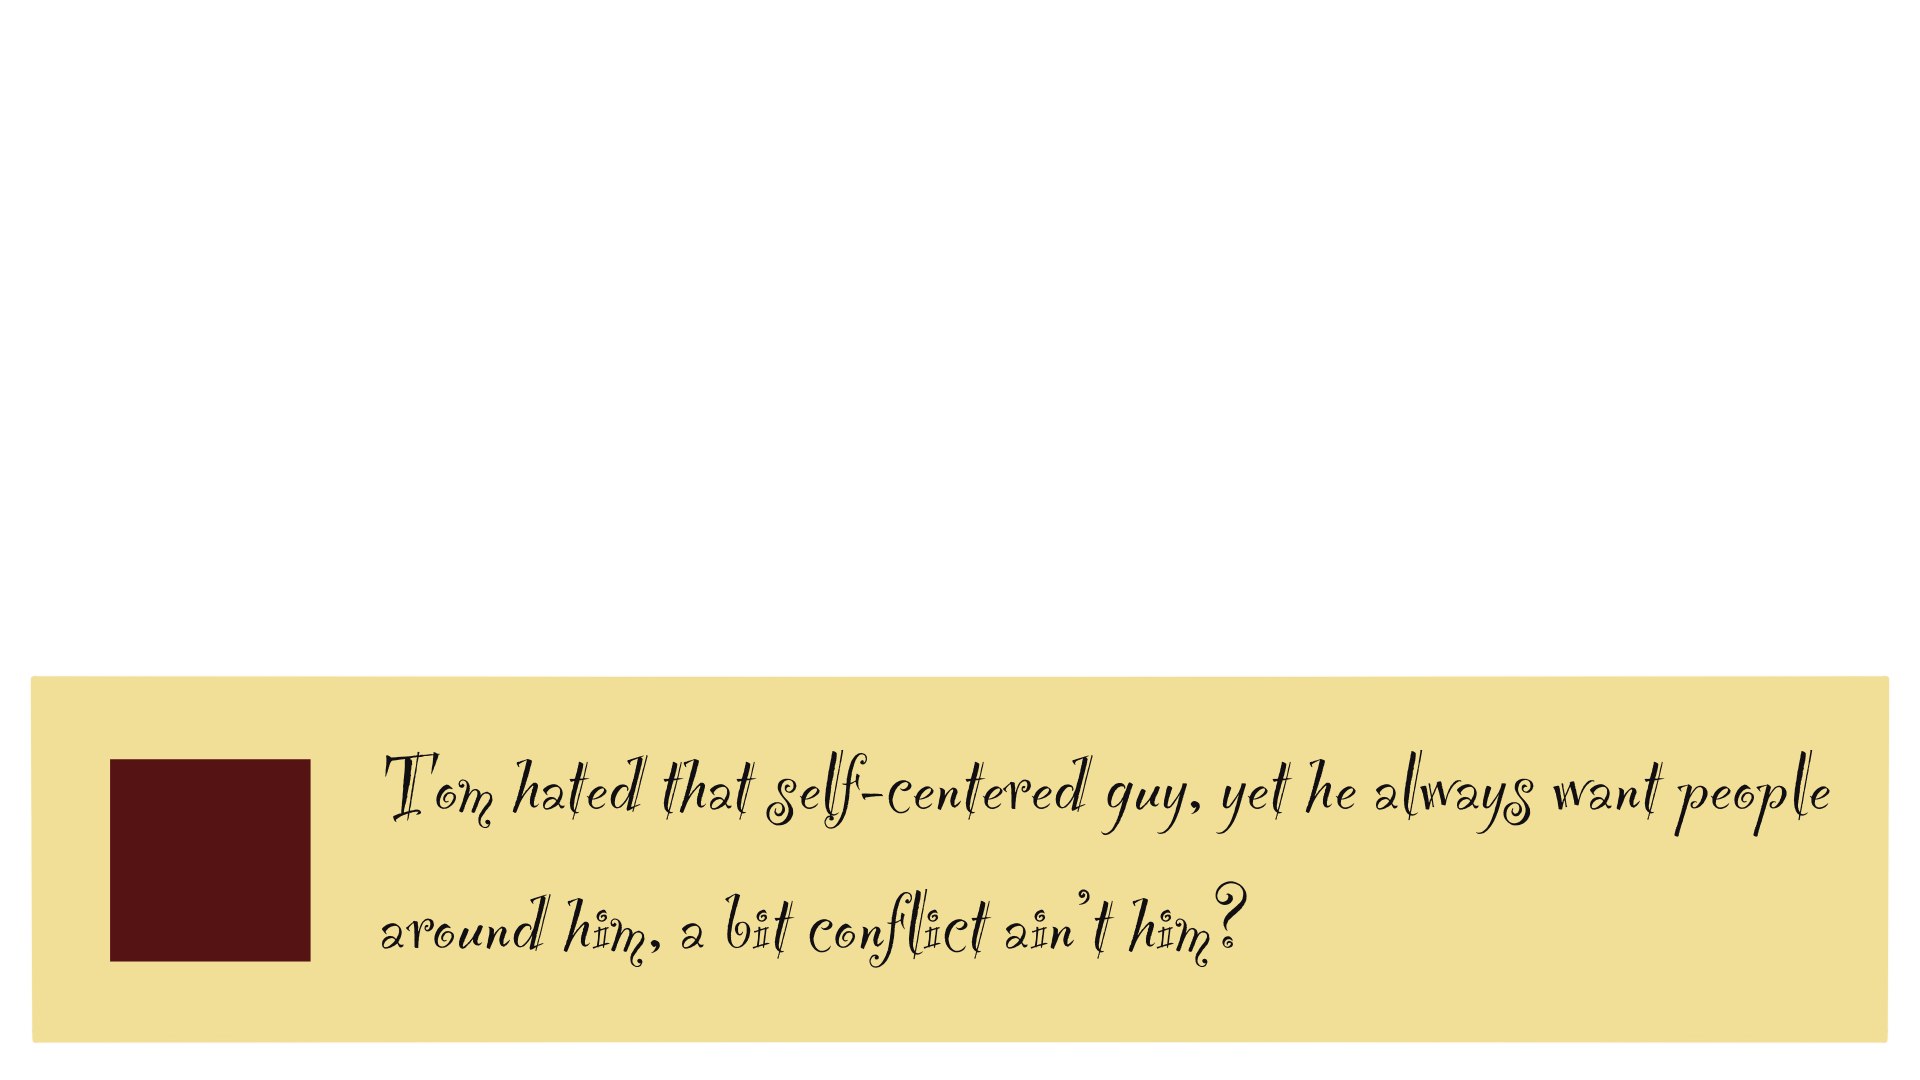 Tom hated that self-centered guy, yet he always want people
around him, a bit conflict ain't him?